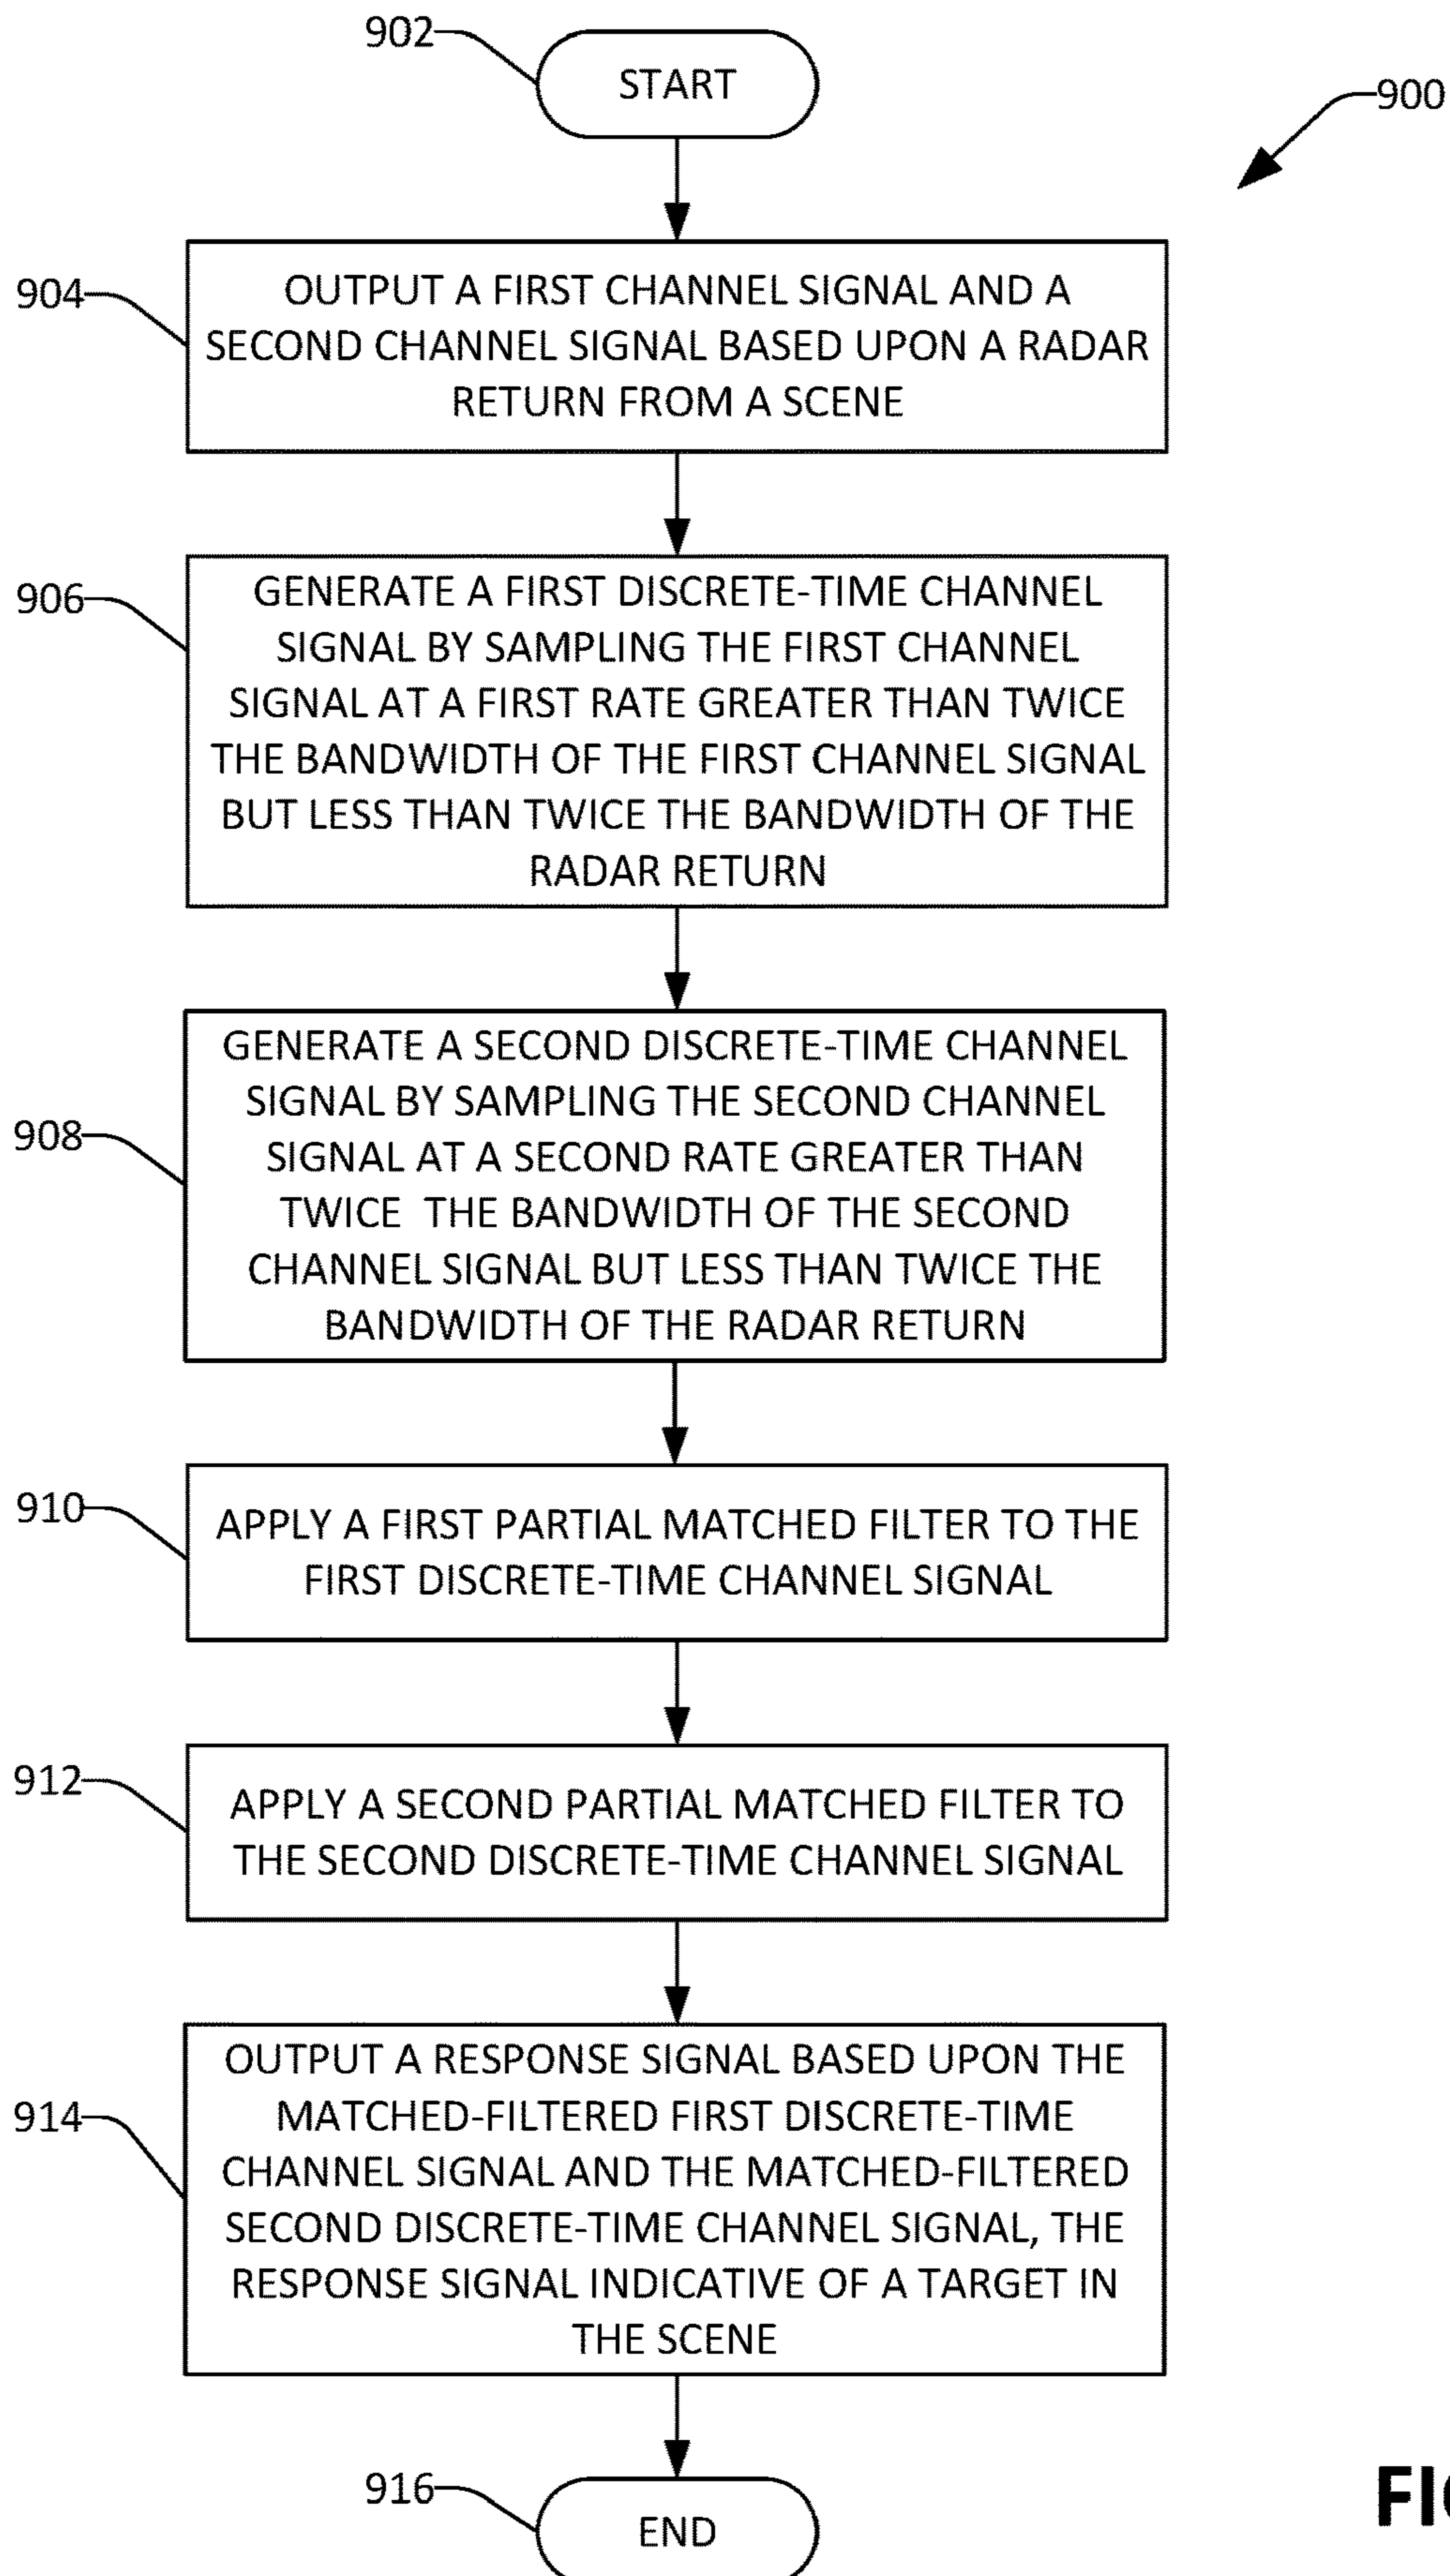 902
START
900
904
OUTPUT A FIRST CHANNEL SIGNAL AND A
SECOND CHANNEL SIGNAL BASED UPON A RADAR
RETURN FROM A SCENE
906
GENERATE A FIRST DISCRETE-TIME CHANNEL
SIGNAL BY SAMPLING THE FIRST CHANNEL
SIGNAL AT A FIRST RATE GREATER THAN TWICE
THE BANDWIDTH OF THE FIRST CHANNEL SIGNAL
BUT LESS THAN TWICE THE BANDWIDTH OF THE
RADAR RETURN
908
GENERATE A SECOND DISCRETE-TIME CHANNEL
SIGNAL BY SAMPLING THE SECOND CHANNEL
SIGNAL AT A SECOND RATE GREATER THAN
TWICE THE BANDWIDTH OF THE SECOND
CHANNEL SIGNAL BUT LESS THAN TWICE THE
BANDWIDTH OF THE RADAR RETURN
910
APPLY A FIRST PARTIAL MATCHED FILTER TO THE
FIRST DISCRETE-TIME CHANNEL SIGNAL
912
APPLY A SECOND PARTIAL MATCHED FILTER TO
THE SECOND DISCRETE-TIME CHANNEL SIGNAL
914
OUTPUT A RESPONSE SIGNAL BASED UPON THE
MATCHED-FILTERED FIRST DISCRETE-TIME
CHANNEL SIGNAL AND THE MATCHED-FILTERED
SECOND DISCRETE-TIME CHANNEL SIGNAL, THE
RESPONSE SIGNAL INDICATIVE OF A TARGET IN
THE SCENE
916
END